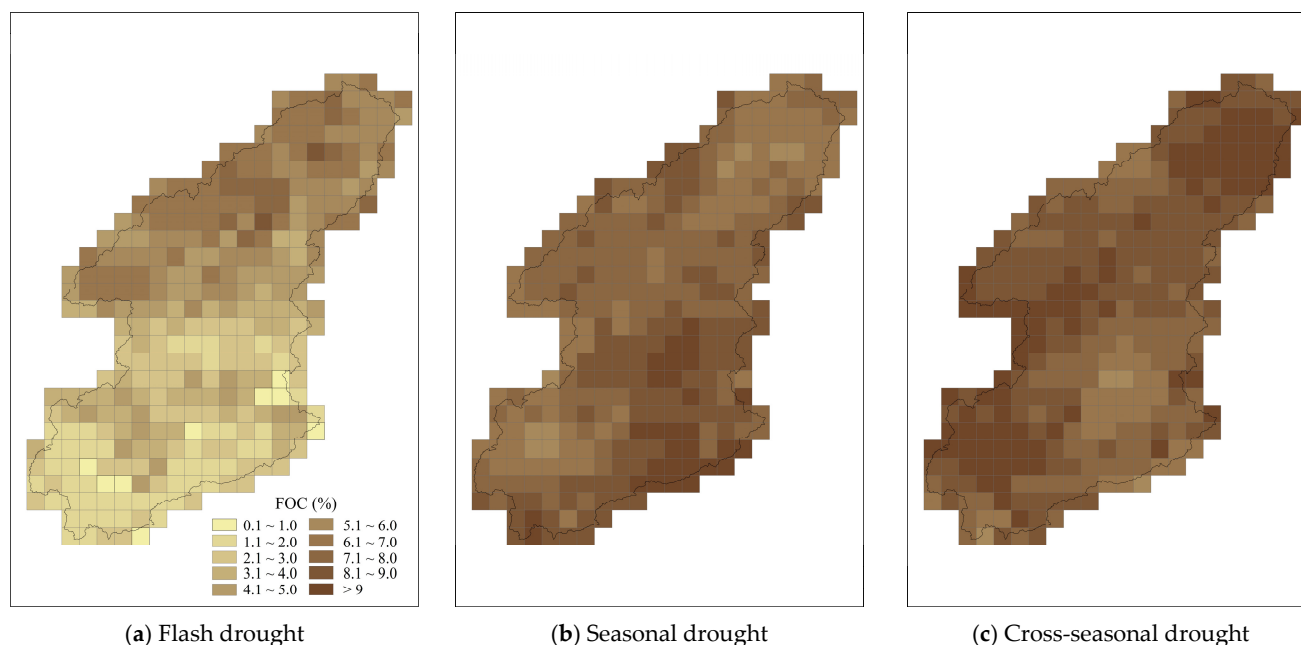 FOC (%)
0.1 ~ 1.0 5.1 ~ 6.0
1.1 ~ 2.0 6.1 ~ 7.0
2.1 ~ 3.0 7.1 ~ 8.0
3.1 ~ 4.0 8.1 ~ 9.0
4.1 ~ 5.0 > 9
(a) Flash drought (b) Seasonal drought (c) Cross-seasonal drought